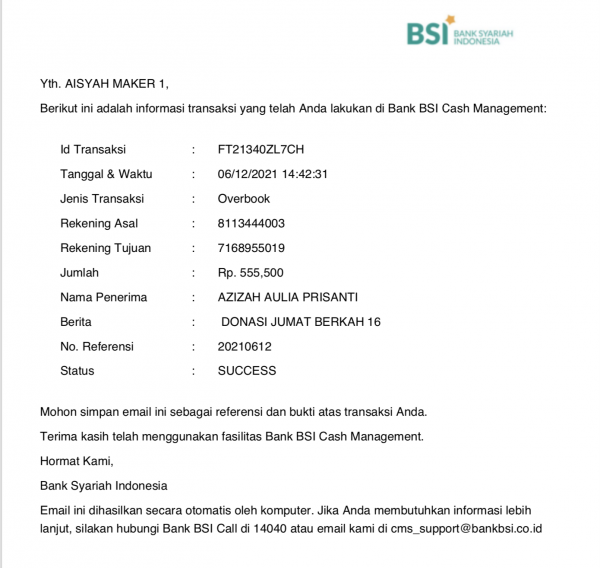 BSI BANK SYARIAH
INDONESIA
Yth. AISYAH MAKER 1,
Berikut ini adalah informasi transaksi yang telah Anda lakukan di Bank BSI Cash Management:
Id Transaksi : FT21340ZL7CH
Tanggal & Waktu : 06/12/2021 14:42:31
Jenis Transaksi : Overbook
Rekening Asal : 8113444003
Rekening Tujuan : 7168955019
Jumlah : Rp. 555,500
Nama Penerima : AZIZAH AULIA PRISANTI
Berita : DONASI JUMAT BERKAH 16
No. Referensi : 20210612
Status : SUCCESS
Mohon simpan email ini sebagai referensi dan bukti atas transaksi Anda.
Terima kasih telah menggunakan fasilitas Bank BSI Cash Management.
Hormat Kami,
Bank Syariah Indonesia
Email ini dihasilkan secara otomatis oleh komputer. Jika Anda membutuhkan informasi lebih
lanjut, silakan hubungi Bank BSI Call di 14040 atau email kami di cms_support@bankbsi.co.id